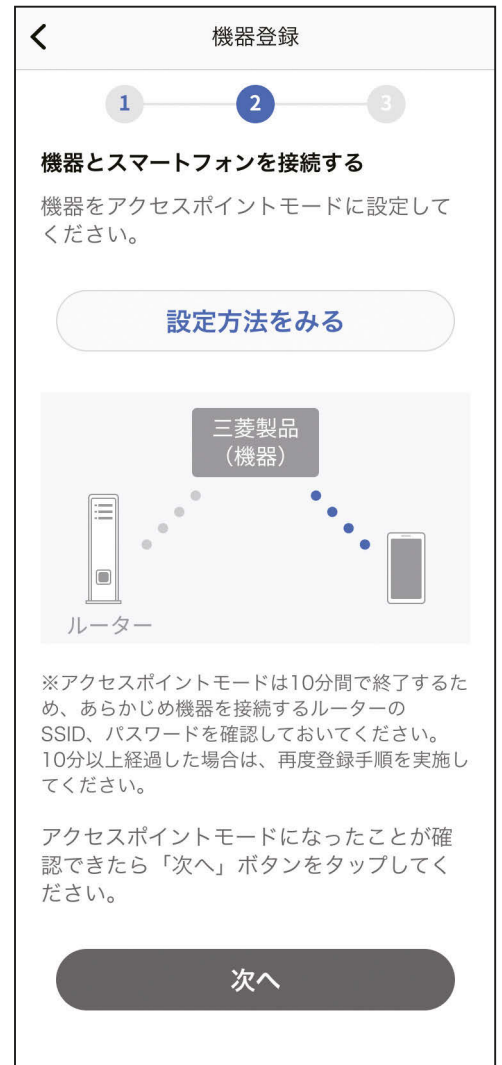 機器登録
1
2
3
機器とスマートフォンを接続する
機器をアクセスポイントモードに設定して
ください。
設定方法をみる
三菱製品
（機器）
ルーター
※アクセスポイントモードは10分間で終了するた
め、あらかじめ機器を接続するルーターの
SSID、パスワードを確認しておいてください。
10分以上経過した場合は、再度登録手順を実施し
てください。
アクセスポイントモードになったことが確
認できたら「次へ」ボタンをタップしてく
ださい。
次へ